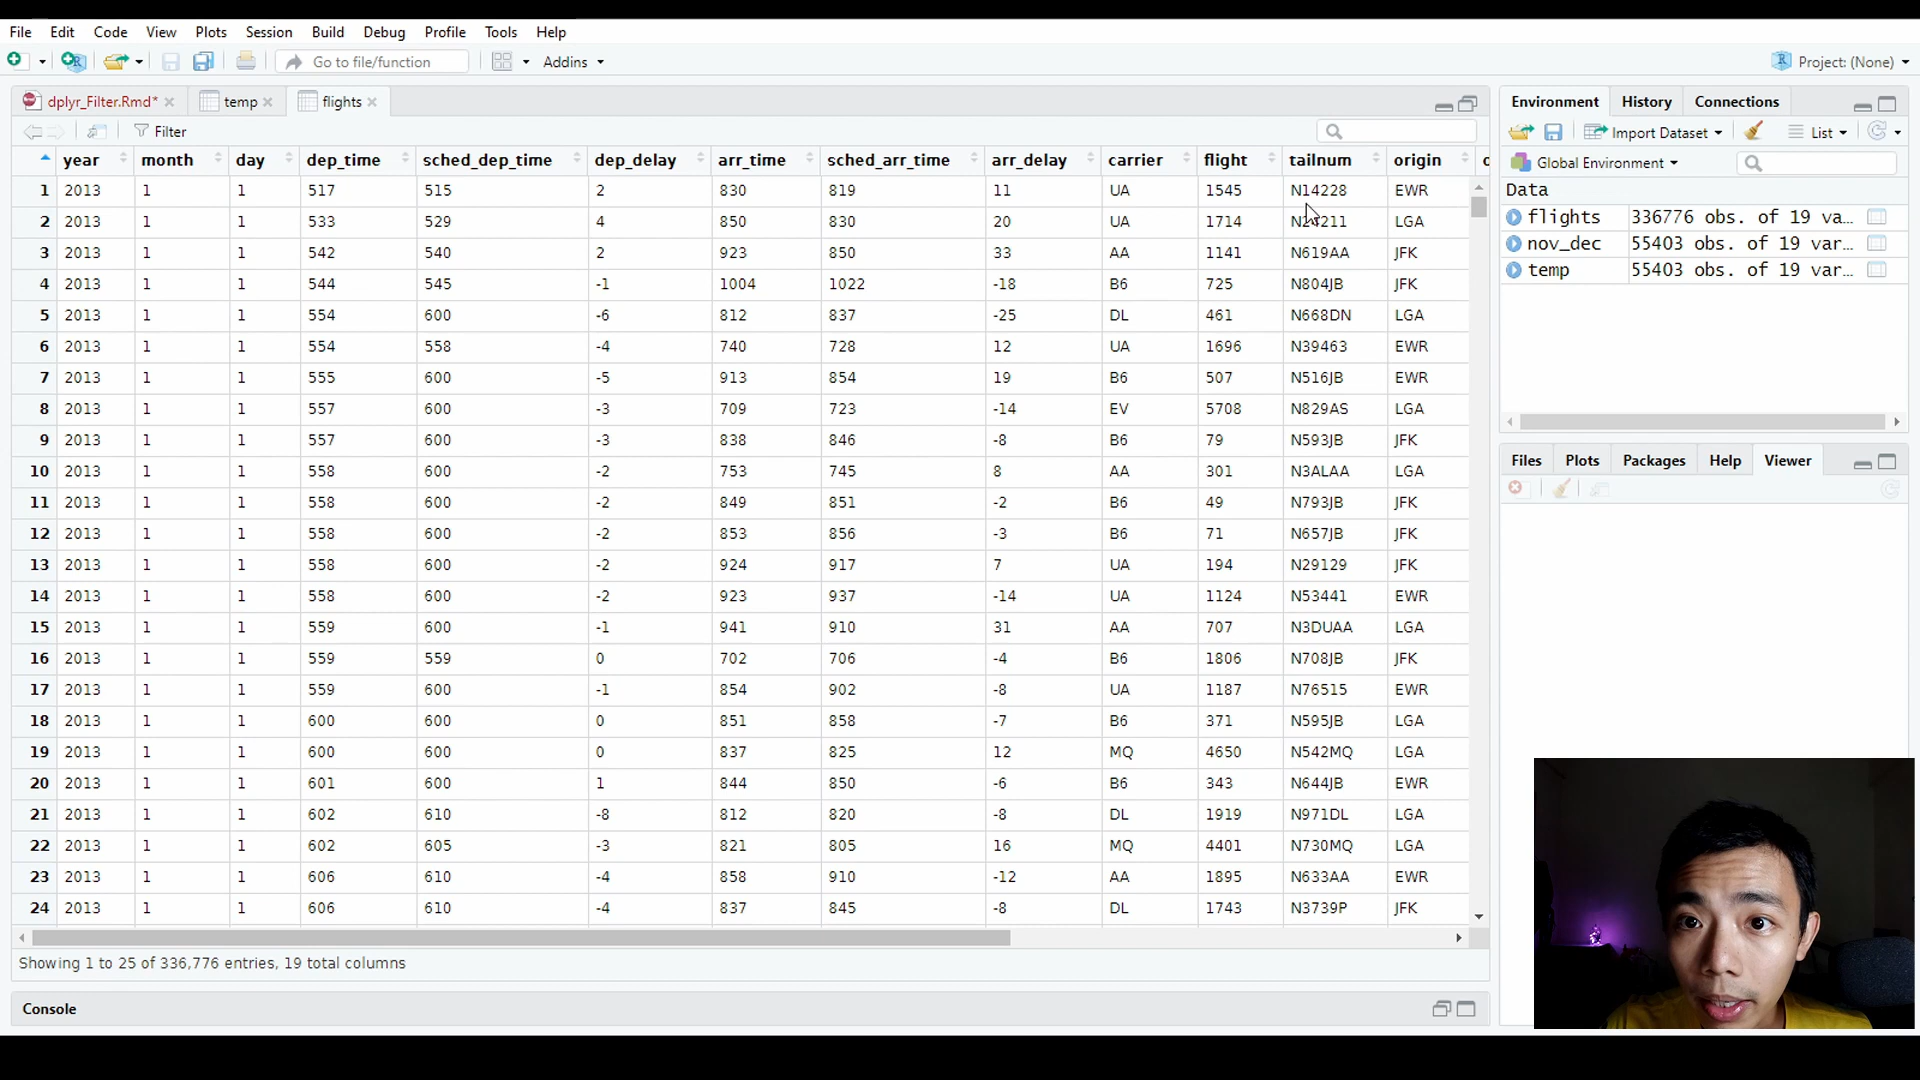 File Edit Code View Plots Session Build Debug Profile Tools Help
Go to file/function Addins Project: (None)
dplyr_Filter.Rmd* temp flights
Filter
year month day dep_time sched_dep_time dep_delay arr_time sched_arr_time arr_delay carrier flight tailnum origin
1 2013 1 1 517 515 2 830 819 11 UA 1545 N14228 EWR
2 2013 1 1 533 529 4 850 830 20 UA 1714 LGA
3 2013 1 1 542 540 2 923 850 33 AA 1141 N619AA JFK
4 2013 1 1 544 545 -1 1004 1022 -18 B6 725 N804JB JFK
5 2013 1 1 554 600 -6 812 837 -25 DL 461 N668DN LGA
6 2013 1 1 554 558 -4 740 728 12 UA 1696 N39463 EWR
7 2013 1 1 555 600 -5 913 854 19 B6 507 N516JB EWR
8 2013 1 1 557 600 -3 709 723 -14 EV 5708 N829AS LGA
9 2013 1 1 557 600 -3 838 846 -8 B6 79 N593JB JFK
10 2013 1 1 558 600 -2 753 745 8 AA 301 N3ALAA LGA
11 2013 1 1 558 600 -2 849 851 -2 B6 49 N793JB JFK
12 2013 1 1 558 600 -2 853 856 -3 B6 71 N657JB JFK
13 2013 1 1 558 600 -2 924 917 7 UA 194 N29129 JFK
14 2013 1 1 558 600 -2 923 937 -14 UA 1124 N53441 EWR
15 2013 1 1 559 600 -1 941 910 31 AA 707 N3DUAA LGA
16 2013 1 1 559 559 0 702 706 -4 B6 1806 N708JB JFK
17 2013 1 1 559 600 -1 854 902 -8 UA 1187 N76515 EWR
18 2013 1 1 600 600 0 851 858 -7 B6 371 N595JB LGA
19 2013 1 1 600 600 0 837 825 12 MQ 4650 N542MQ LGA
20 2013 1 1 601 600 1 844 850 -6 B6 343 N644JB EWR
21 2013 1 1 602 610 -8 812 820 -8 DL 1919 N971DL LGA
22 2013 1 1 602 605 -3 821 805 16 MQ 4401 N730MQ LGA
23 2013 1 1 606 610 -4 858 910 -12 AA 1895 N633AA EWR
24 2013 1 1 606 610 -4 837 845 -8 DL 1743 N3739P JFK
Showing 1 to 25 of 336,776 entries, 19 total columns
Console
Environment History Connections
Import Dataset List
Global Environment
Data
flights 336776 obs. of 19 va...
nov_dec 55403 obs. of 19 var...
temp 55403 obs. of 19 var...
Files Plots Packages Help Viewer